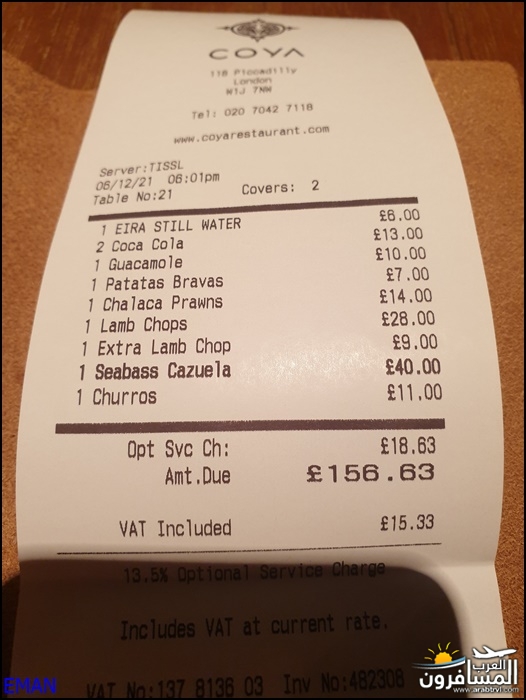 COYA
118 Piccadilly
London
W1J 7NW
Tel: 020 7042 7118
www.coyarestaurant.com
Server:TISSL
06/12/21 06:01pm
Table No:21 Covers: 2
1 EIRA STILL WATER £6.00
2 Coca Cola £13.00
1 Guacamole £10.00
1 Patatas Bravas £7.00
1 Chalaca Prawns £14.00
1 Lamb Chops £28.00
1 Extra Lamb Chop £9.00
1 Seabass Cazuela £40.00
1 Churros £11.00
Opt Svc Ch: £18.63
Amt.Due £156.63
VAT Included £15.33
13.5% Optional Service Charge
Includes VAT at current rate.
VAT No:137 8136 03 Inv No:482308
EMAN
العرب
المسافرون
www.arabtrvl.com